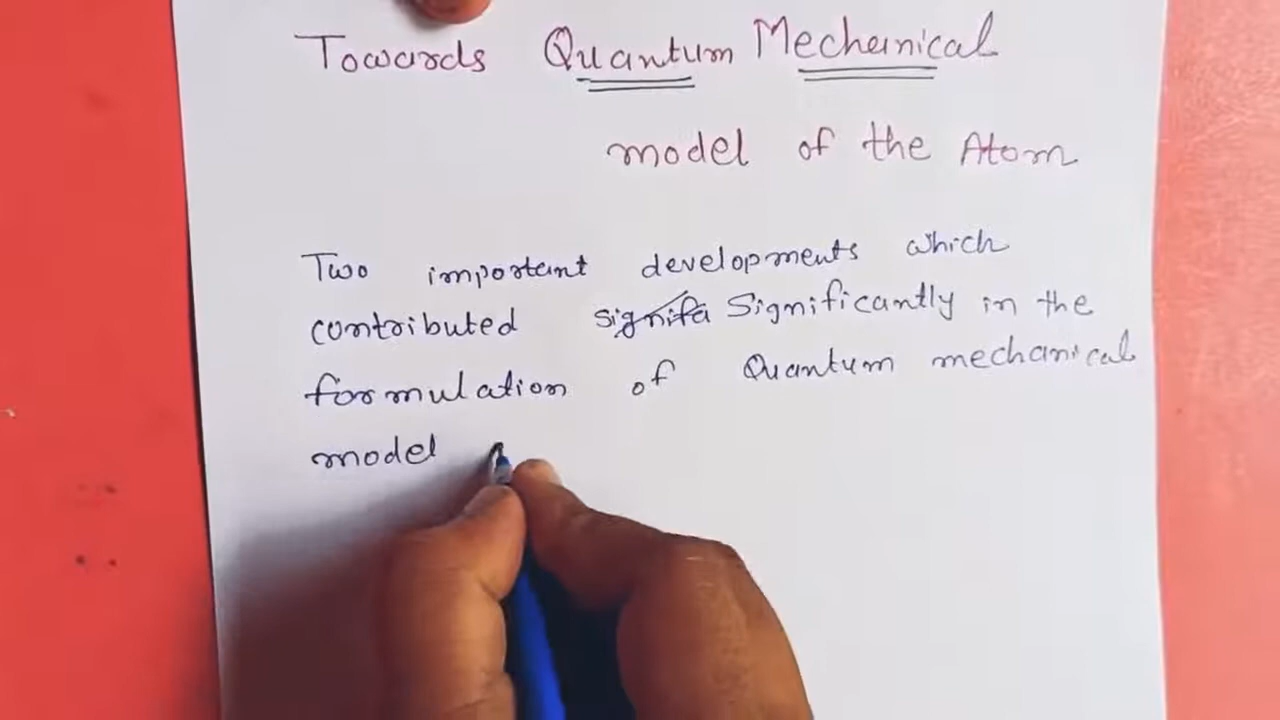 Towards Quantum Mechanical
model of the Atom
Two important developments which
contributed signifa Significantly in the
formulation of Quantum mechanical
model